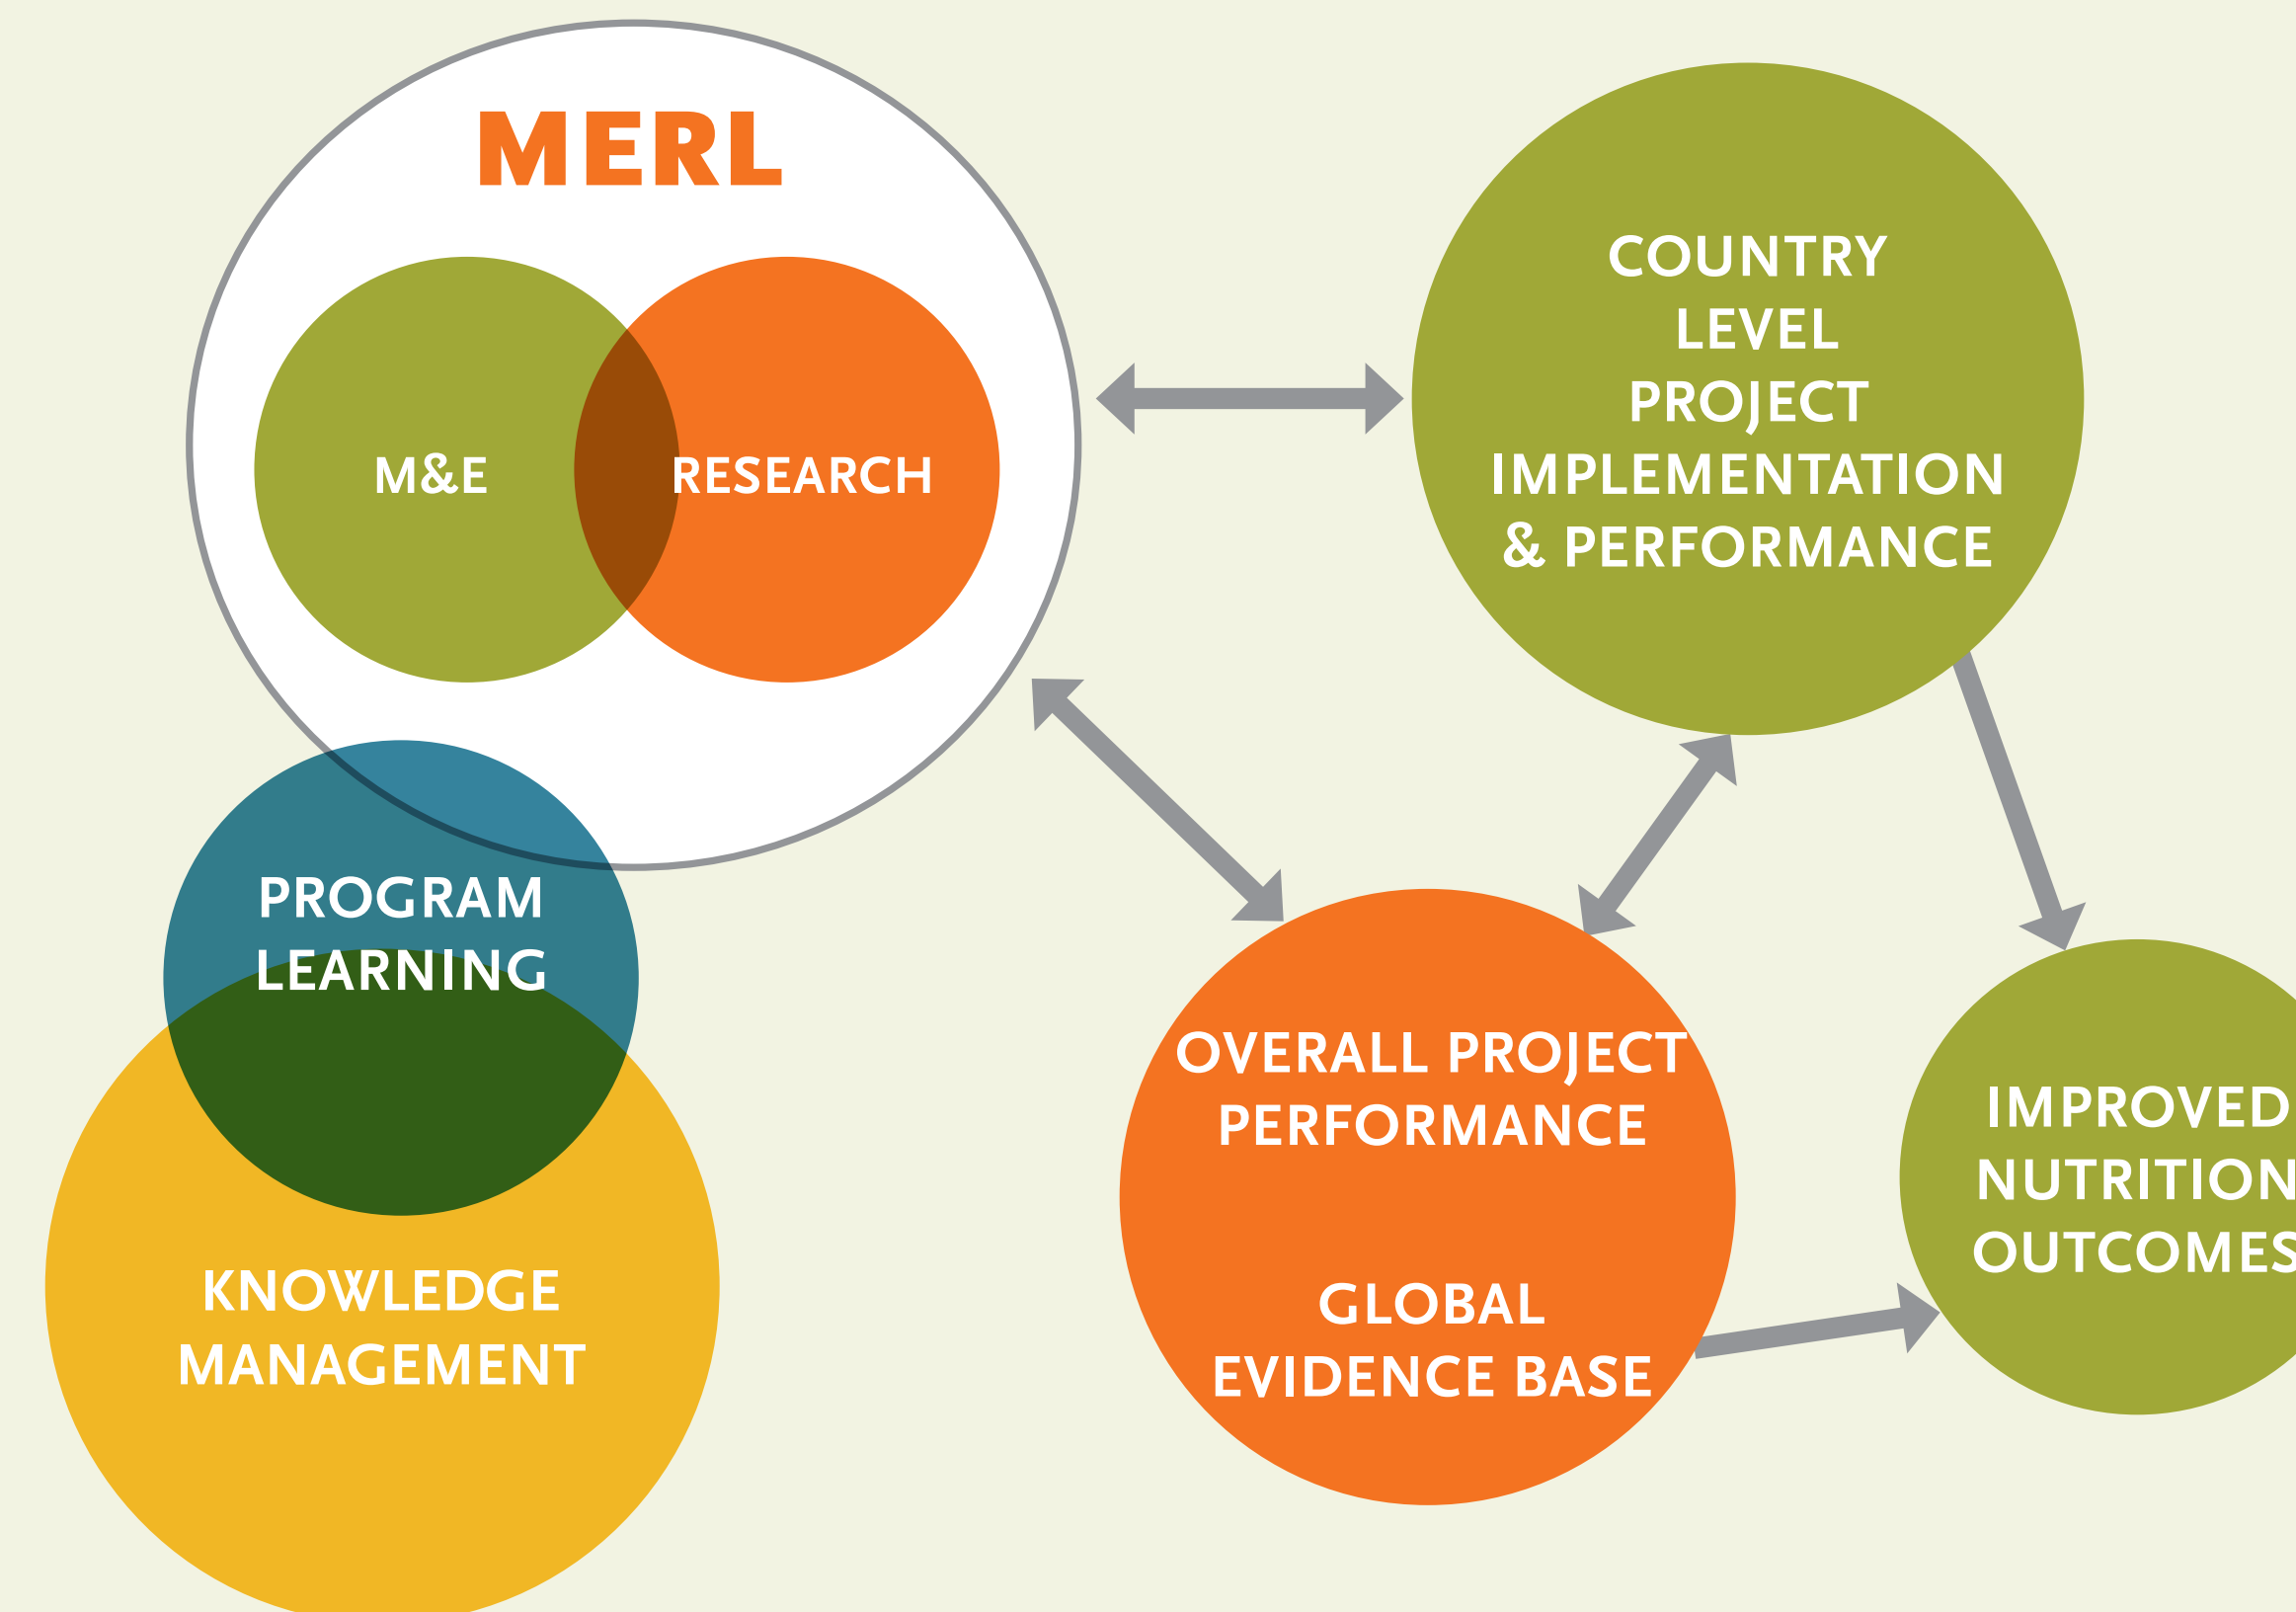 MERL
M&E
RESEARCH
COUNTRY
LEVEL
PROJECT
IMPLEMENTATION
& PERFORMANCE
PROGRAM
LEARNING
KNOWLEDGE
MANAGEMENT
OVERALL PROJECT
PERFORMANCE
GLOBAL
EVIDENCE BASE
IMPROVED
NUTRITION
OUTCOMES